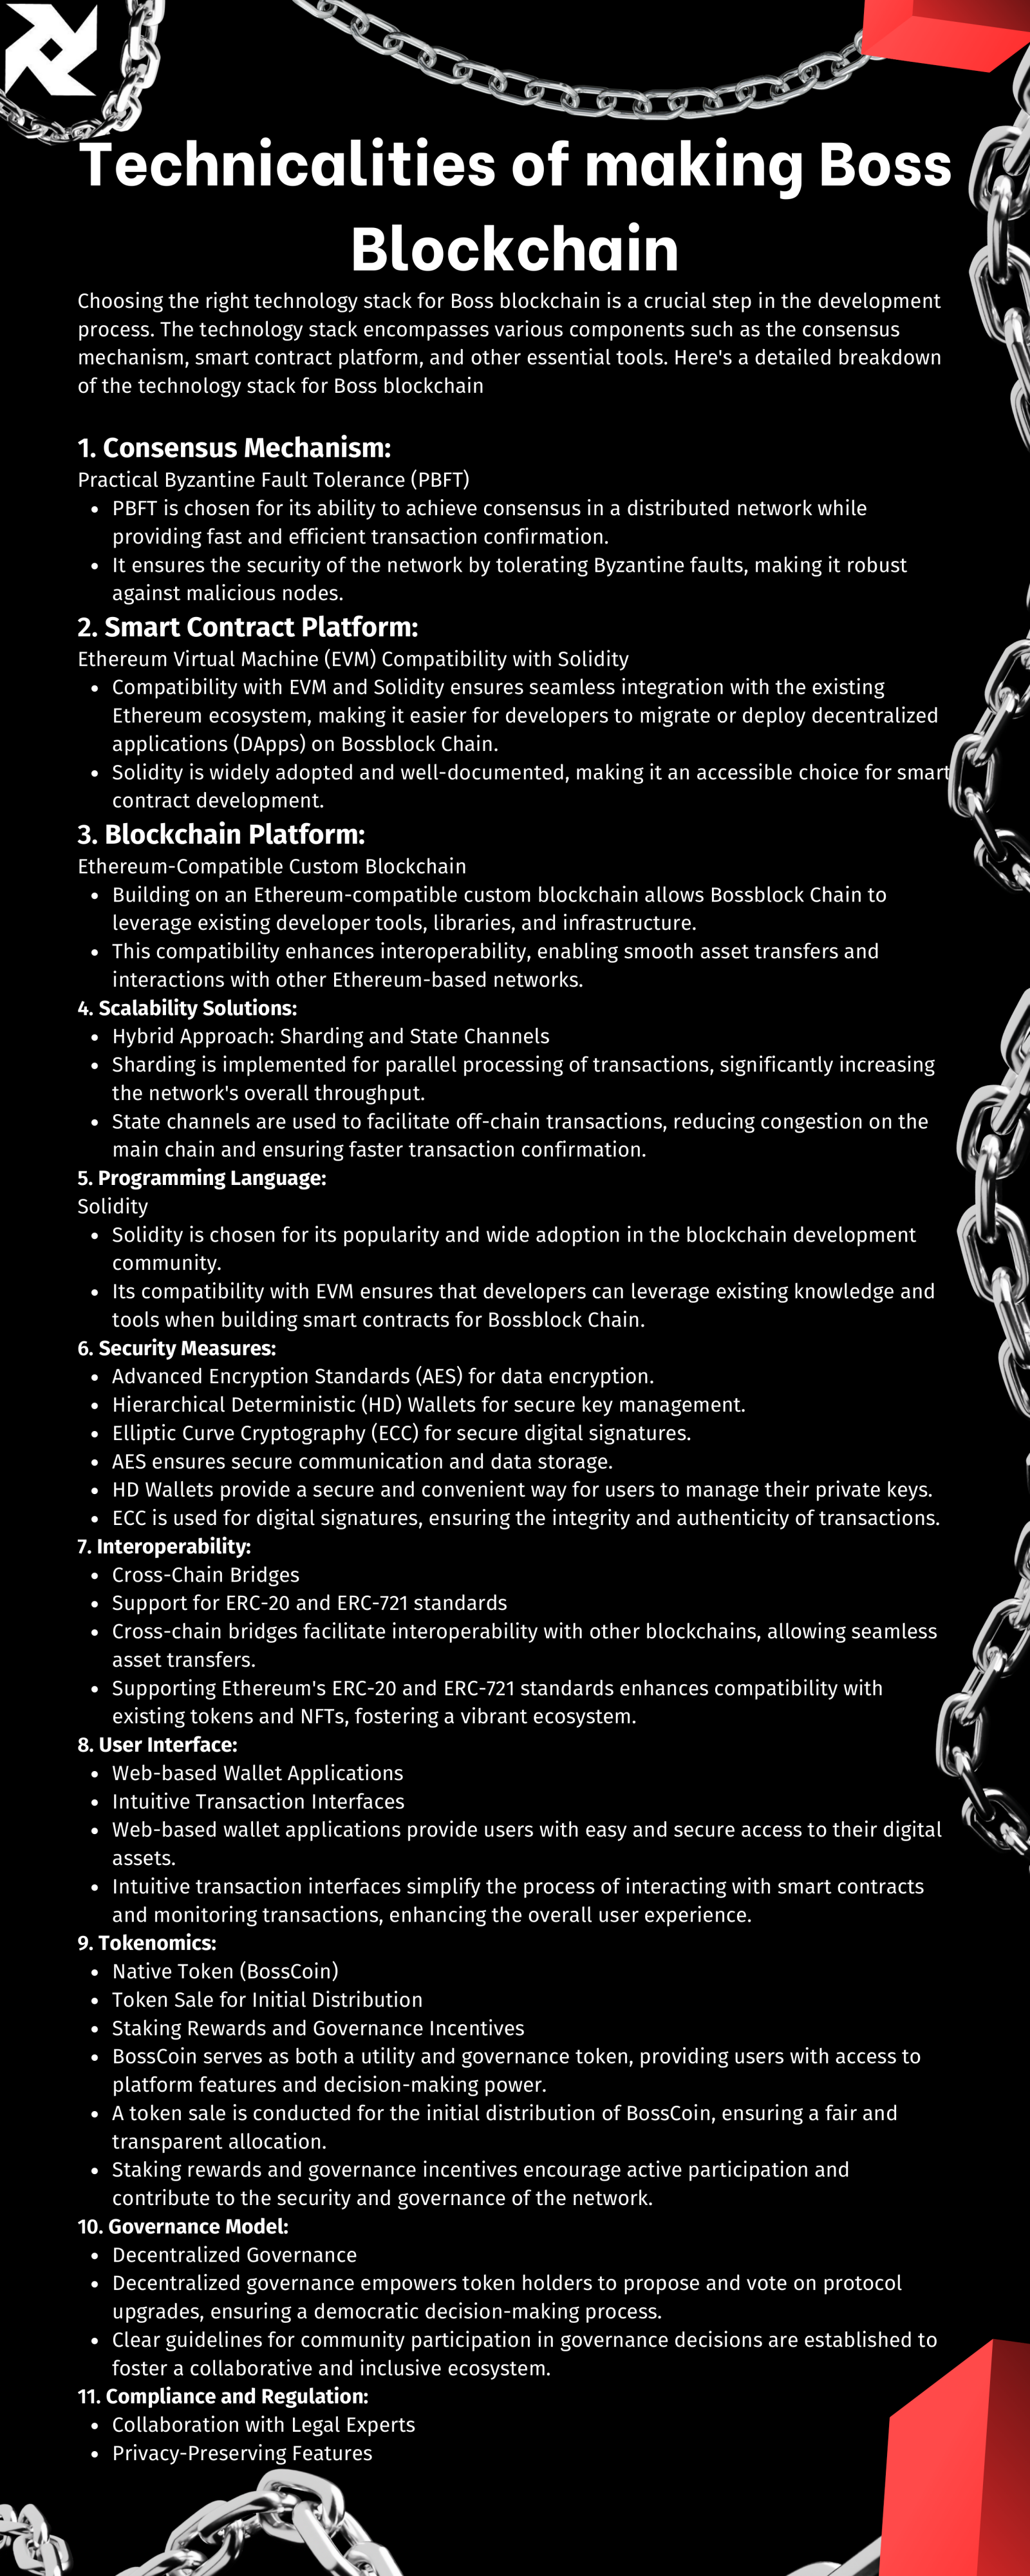 Technicalities of making Boss
Blockchain
Choosing the right technology stack for Boss blockchain is a crucial step in the development
process. The technology stack encompasses various components such as the consensus
mechanism, smart contract platform, and other essential tools. Here's a detailed breakdown
of the technology stack for Boss blockchain
1. Consensus Mechanism:
Practical Byzantine Fault Tolerance (PBFT)
• PBFT is chosen for its ability to achieve consensus in a distributed network while
providing fast and efficient transaction confirmation.
• It ensures the security of the network by tolerating Byzantine faults, making it robust
against malicious nodes.
2. Smart Contract Platform:
Ethereum Virtual Machine (EVM) Compatibility with Solidity
• Compatibility with EVM and Solidity ensures seamless integration with the existing
Ethereum ecosystem, making it easier for developers to migrate or deploy decentralized
applications (DApps) on Bossblock Chain.
• Solidity is widely adopted and well-documented, making it an accessible choice for smart
contract development.
3. Blockchain Platform:
Ethereum-Compatible Custom Blockchain
• Building on an Ethereum-compatible custom blockchain allows Bossblock Chain to
leverage existing developer tools, libraries, and infrastructure.
• This compatibility enhances interoperability, enabling smooth asset transfers and
interactions with other Ethereum-based networks.
4. Scalability Solutions:
• Hybrid Approach: Sharding and State Channels
• Sharding is implemented for parallel processing of transactions, significantly increasing
the network's overall throughput.
• State channels are used to facilitate off-chain transactions, reducing congestion on the
main chain and ensuring faster transaction confirmation.
5. Programming Language:
Solidity
• Solidity is chosen for its popularity and wide adoption in the blockchain development
community.
• Its compatibility with EVM ensures that developers can leverage existing knowledge and
tools when building smart contracts for Bossblock Chain.
6. Security Measures:
• Advanced Encryption Standards (AES) for data encryption.
• Hierarchical Deterministic (HD) Wallets for secure key management.
• Elliptic Curve Cryptography (ECC) for secure digital signatures.
• AES ensures secure communication and data storage.
• HD Wallets provide a secure and convenient way for users to manage their private keys.
• ECC is used for digital signatures, ensuring the integrity and authenticity of transactions.
7. Interoperability:
• Cross-Chain Bridges
• Support for ERC-20 and ERC-721 standards
• Cross-chain bridges facilitate interoperability with other blockchains, allowing seamless
asset transfers.
• Supporting Ethereum's ERC-20 and ERC-721 standards enhances compatibility with
existing tokens and NFTs, fostering a vibrant ecosystem.
8. User Interface:
• Web-based Wallet Applications
• Intuitive Transaction Interfaces
• Web-based wallet applications provide users with easy and secure access to their digital
assets.
• Intuitive transaction interfaces simplify the process of interacting with smart contracts
and monitoring transactions, enhancing the overall user experience.
9. Tokenomics:
• Native Token (BossCoin)
• Token Sale for Initial Distribution
• Staking Rewards and Governance Incentives
• BossCoin serves as both a utility and governance token, providing users with access to
platform features and decision-making power.
• A token sale is conducted for the initial distribution of BossCoin, ensuring a fair and
transparent allocation.
• Staking rewards and governance incentives encourage active participation and
contribute to the security and governance of the network.
10. Governance Model:
• Decentralized Governance
• Decentralized governance empowers token holders to propose and vote on protocol
upgrades, ensuring a democratic decision-making process.
• Clear guidelines for community participation in governance decisions are established to
foster a collaborative and inclusive ecosystem.
11. Compliance and Regulation:
• Collaboration with Legal Experts
• Privacy-Preserving Features